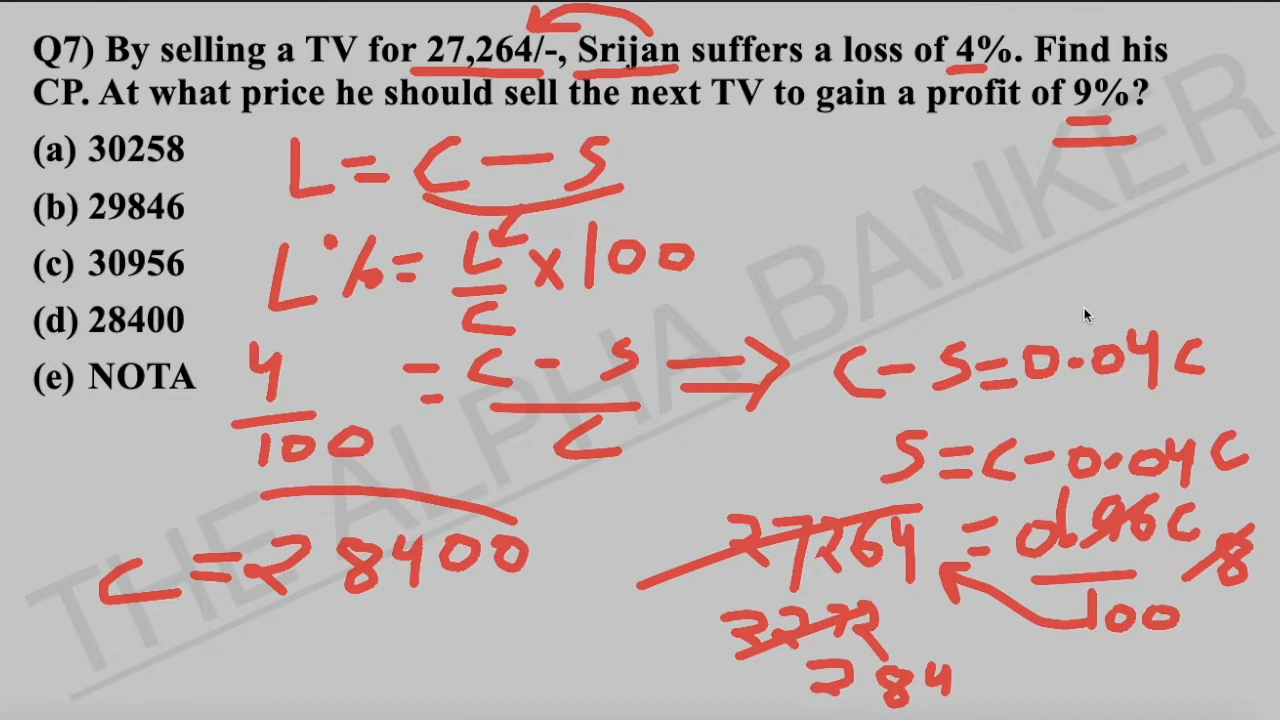 Q7) By selling a TV for 27,264/-, Srijan suffers a loss of 4%. Find his
CP. At what price he should sell the next TV to gain a profit of 9%?
(a) 30258
(b) 29846
(c) 30956
(d) 28400
(e) NOTA
L = C - S
L% = L/C × 100
4/100 = C - S/C => C - S = 0.04C
S = C - 0.04C
27264 = 0.96C
8
100
3272
284
C = 28400
THE ALPHA BANKER